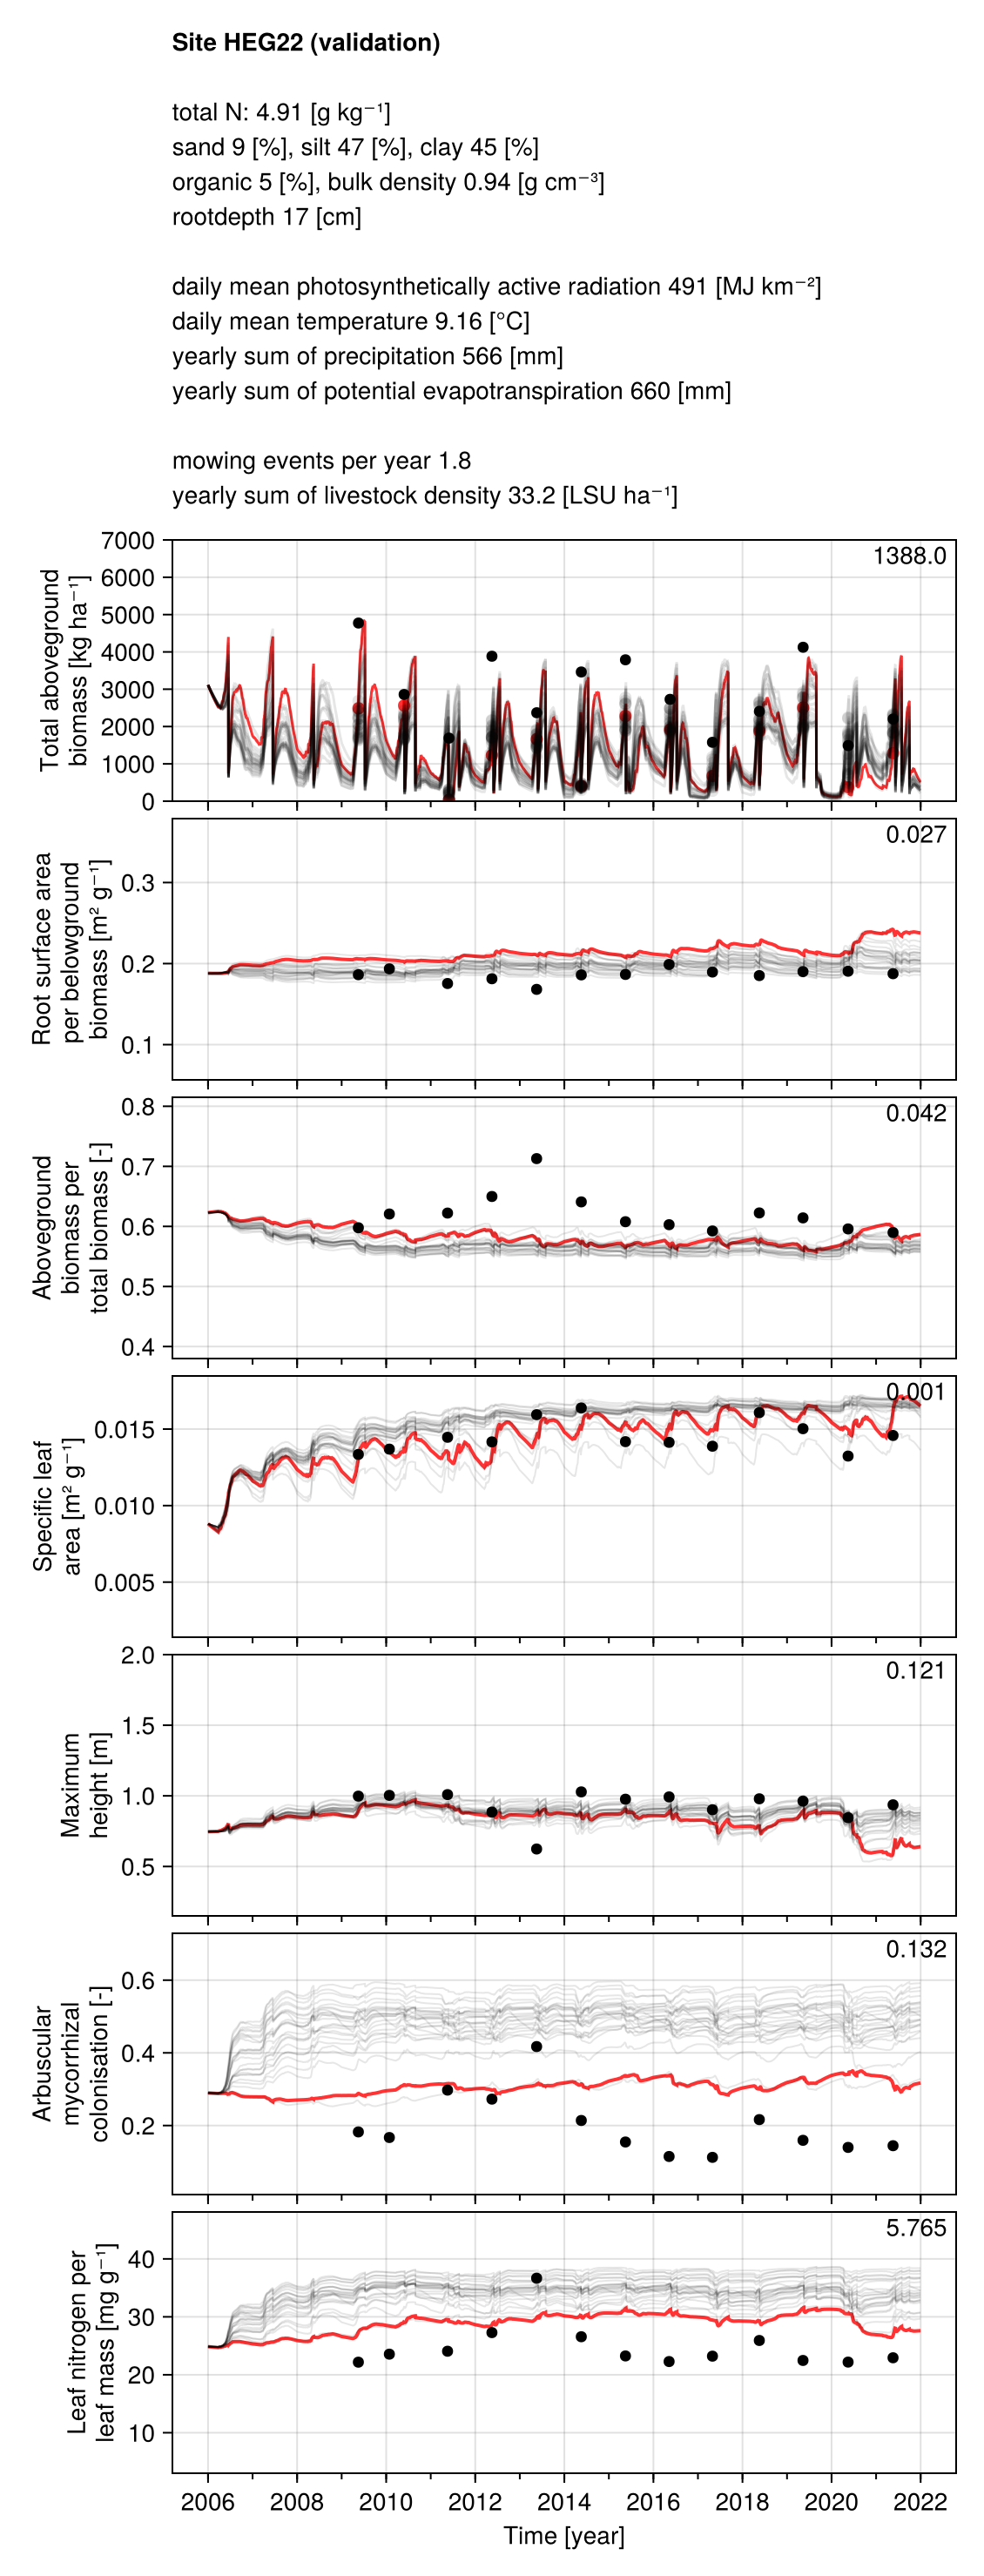 Site HEG22 (validation)
total N: 4.91 [g kg⁻¹]
sand 9 [%], silt 47 [%], clay 45 [%]
organic 5 [%], bulk density 0.94 [g cm⁻³]
rootdepth 17 [cm]
daily mean photosynthetically active radiation 491 [MJ km⁻²]
daily mean temperature 9.16 [°C]
yearly sum of precipitation 566 [mm]
yearly sum of potential evapotranspiration 660 [mm]
mowing events per year 1.8
yearly sum of livestock density 33.2 [LSU ha⁻¹]
Total aboveground
biomass [kg ha⁻¹]
7000
6000
5000
4000
3000
2000
1000
0
1388.0
Root surface area
per belowground
biomass [m² g⁻¹]
0.3
0.2
0.1
0.027
Aboveground
biomass per
total biomass [-]
0.8
0.7
0.6
0.5
0.4
0.042
Specific leaf
area [m² g⁻¹]
0.015
0.010
0.005
0.001
Maximum
height [m]
2.0
1.5
1.0
0.5
0.121
Arbuscular
mycorrhizal
colonisation [-]
0.6
0.4
0.2
0.132
Leaf nitrogen per
leaf mass [mg g⁻¹]
40
30
20
10
5.765
2006 2008 2010 2012 2014 2016 2018 2020 2022
Time [year]